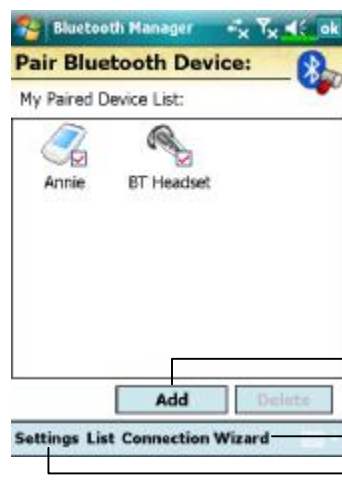 Bluetooth Manager ok
Pair Bluetooth Device:
My Paired Device List:
Annie BT Headset
Add Delete
Settings List Connection Wizard